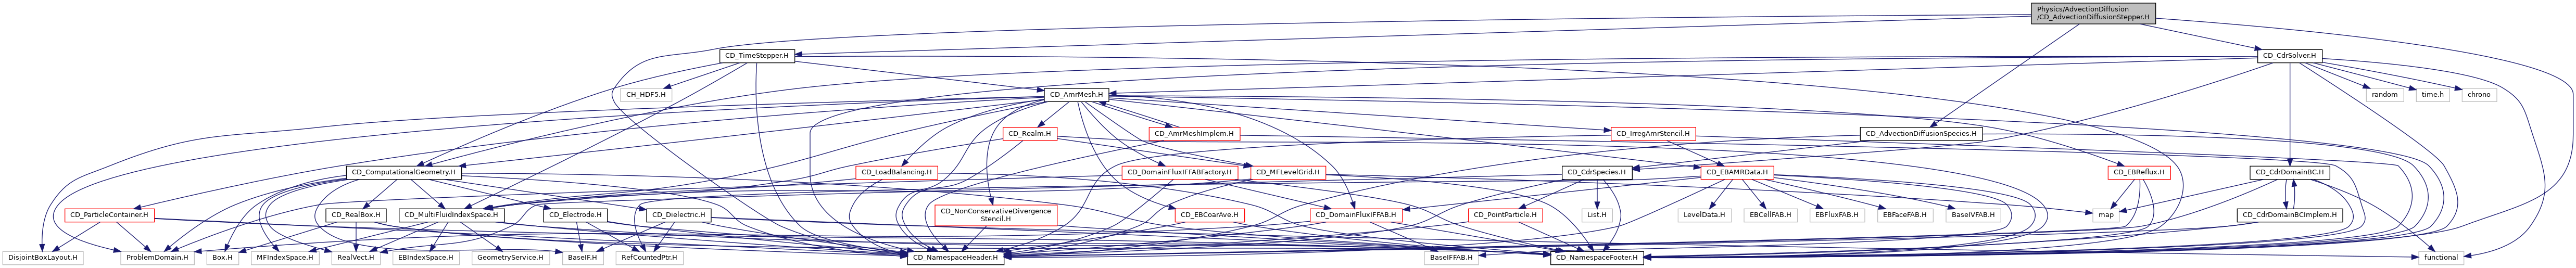 Physics/AdvectionDiffusion
/CD_AdvectionDiffusionStepper.H
CD_TimeStepper.H
CD_CdrSolver.H
CH_HDF5.H
CD_AmrMesh.H
random
time.h
chrono
CD_Realm.H
CD_AmrMeshImplem.H
CD_IrregAmrStencil.H
CD_AdvectionDiffusionSpecies.H
CD_ComputationalGeometry.H
CD_LoadBalancing.H
CD_DomainFluxIFFABFactory.H
CD_MFLevelGrid.H
CD_CdrSpecies.H
CD_EBAMRData.H
CD_EBReflux.H
CD_CdrDomainBC.H
CD_ParticleContainer.H
CD_RealBox.H
CD_MultiFluidIndexSpace.H
CD_Electrode.H
CD_Dielectric.H
CD_NonConservativeDivergence
Stencil.H
CD_EBCoarAve.H
CD_DomainFluxIFFAB.H
CD_PointParticle.H
List.H
LevelData.H
EBCellFAB.H
EBFluxFAB.H
EBFaceFAB.H
BaseIVFAB.H
map
CD_CdrDomainBCImplem.H
DisjointBoxLayout.H
ProblemDomain.H
Box.H
MFIndexSpace.H
RealVect.H
EBIndexSpace.H
GeometryService.H
BaseIF.H
RefCountedPtr.H
CD_NamespaceHeader.H
BaseIFFAB.H
CD_NamespaceFooter.H
functional